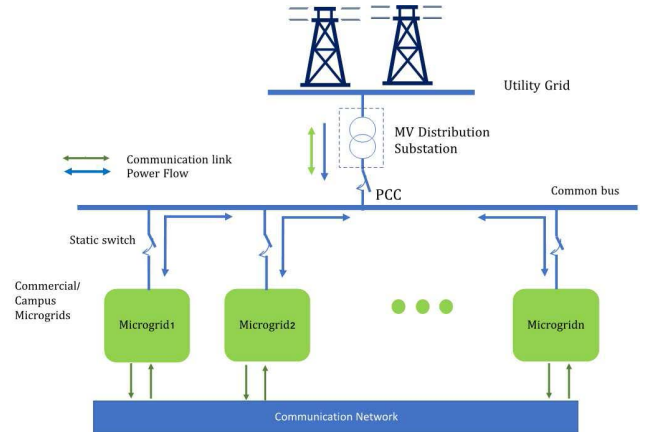 Utility Grid
MV Distribution
Substation
Communication link
Power Flow
PCC
Common bus
Static switch
Commercial/
Campus
Microgrids
Microgrid1
Microgrid2
Microgridn
Communication Network